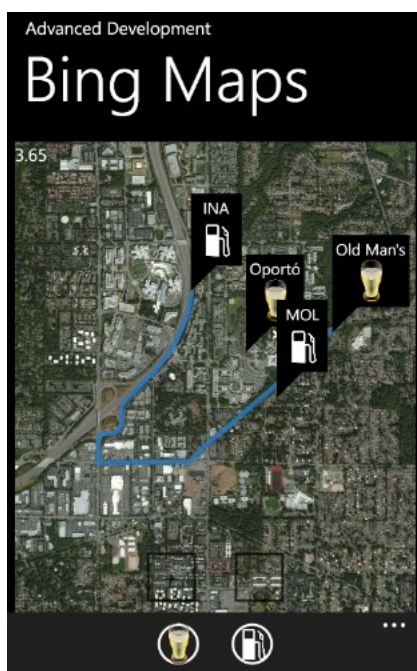 Advanced Development
Bing Maps
3.65
INA
Oportó
Old Man's
MOL